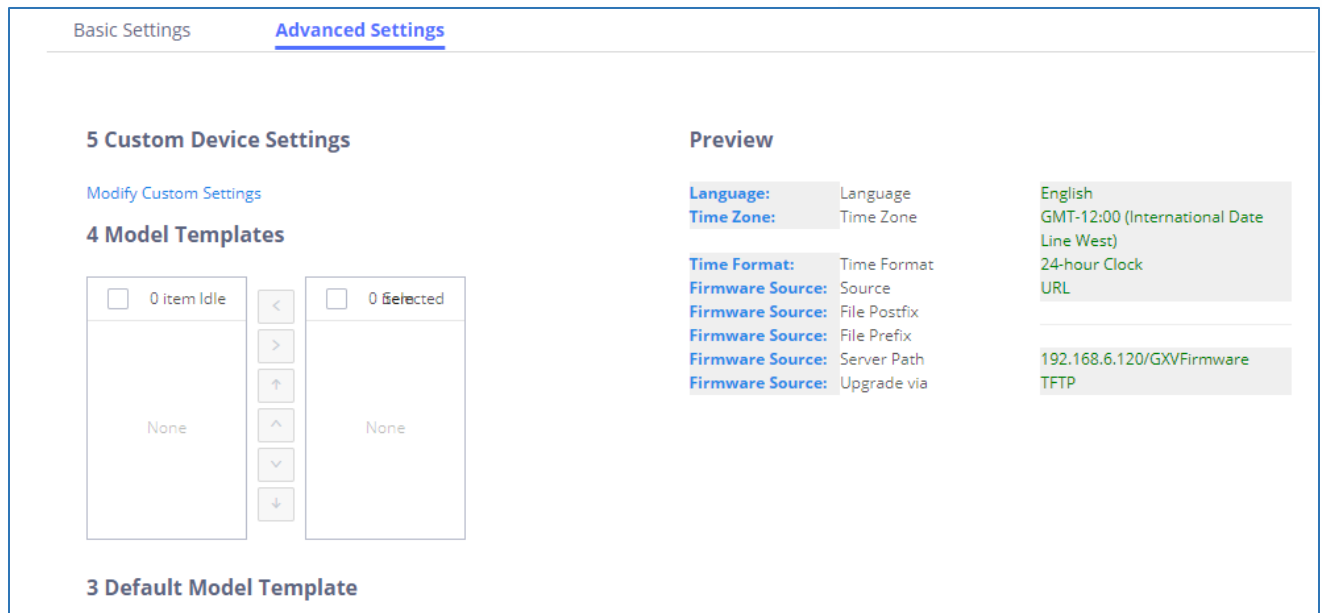 Basic Settings Advanced Settings
5 Custom Device Settings
Modify Custom Settings
4 Model Templates
0 item Idle
None
0 Selected
None
3 Default Model Template
Preview
Language: Language English
Time Zone: Time Zone GMT-12:00 (International Date
Line West)
Time Format: Time Format 24-hour Clock
Firmware Source: Source URL
Firmware Source: File Postfix
Firmware Source: File Prefix
Firmware Source: Server Path 192.168.6.120/GXVFirmware
Firmware Source: Upgrade via TFTP